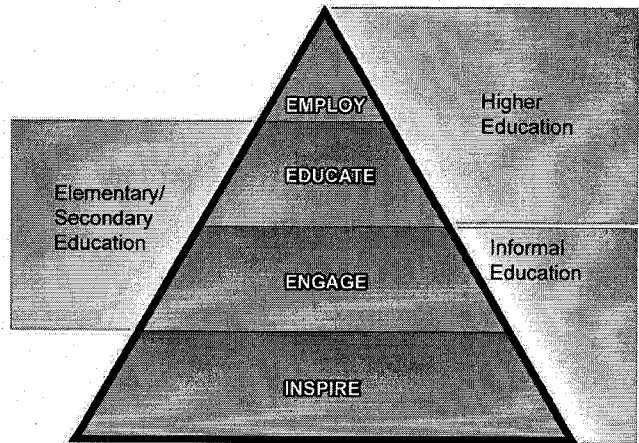 EMPLOY
Higher
Education
EDUCATE
Elementary/
Secondary
Education
Informal
Education
ENGAGE
INSPIRE